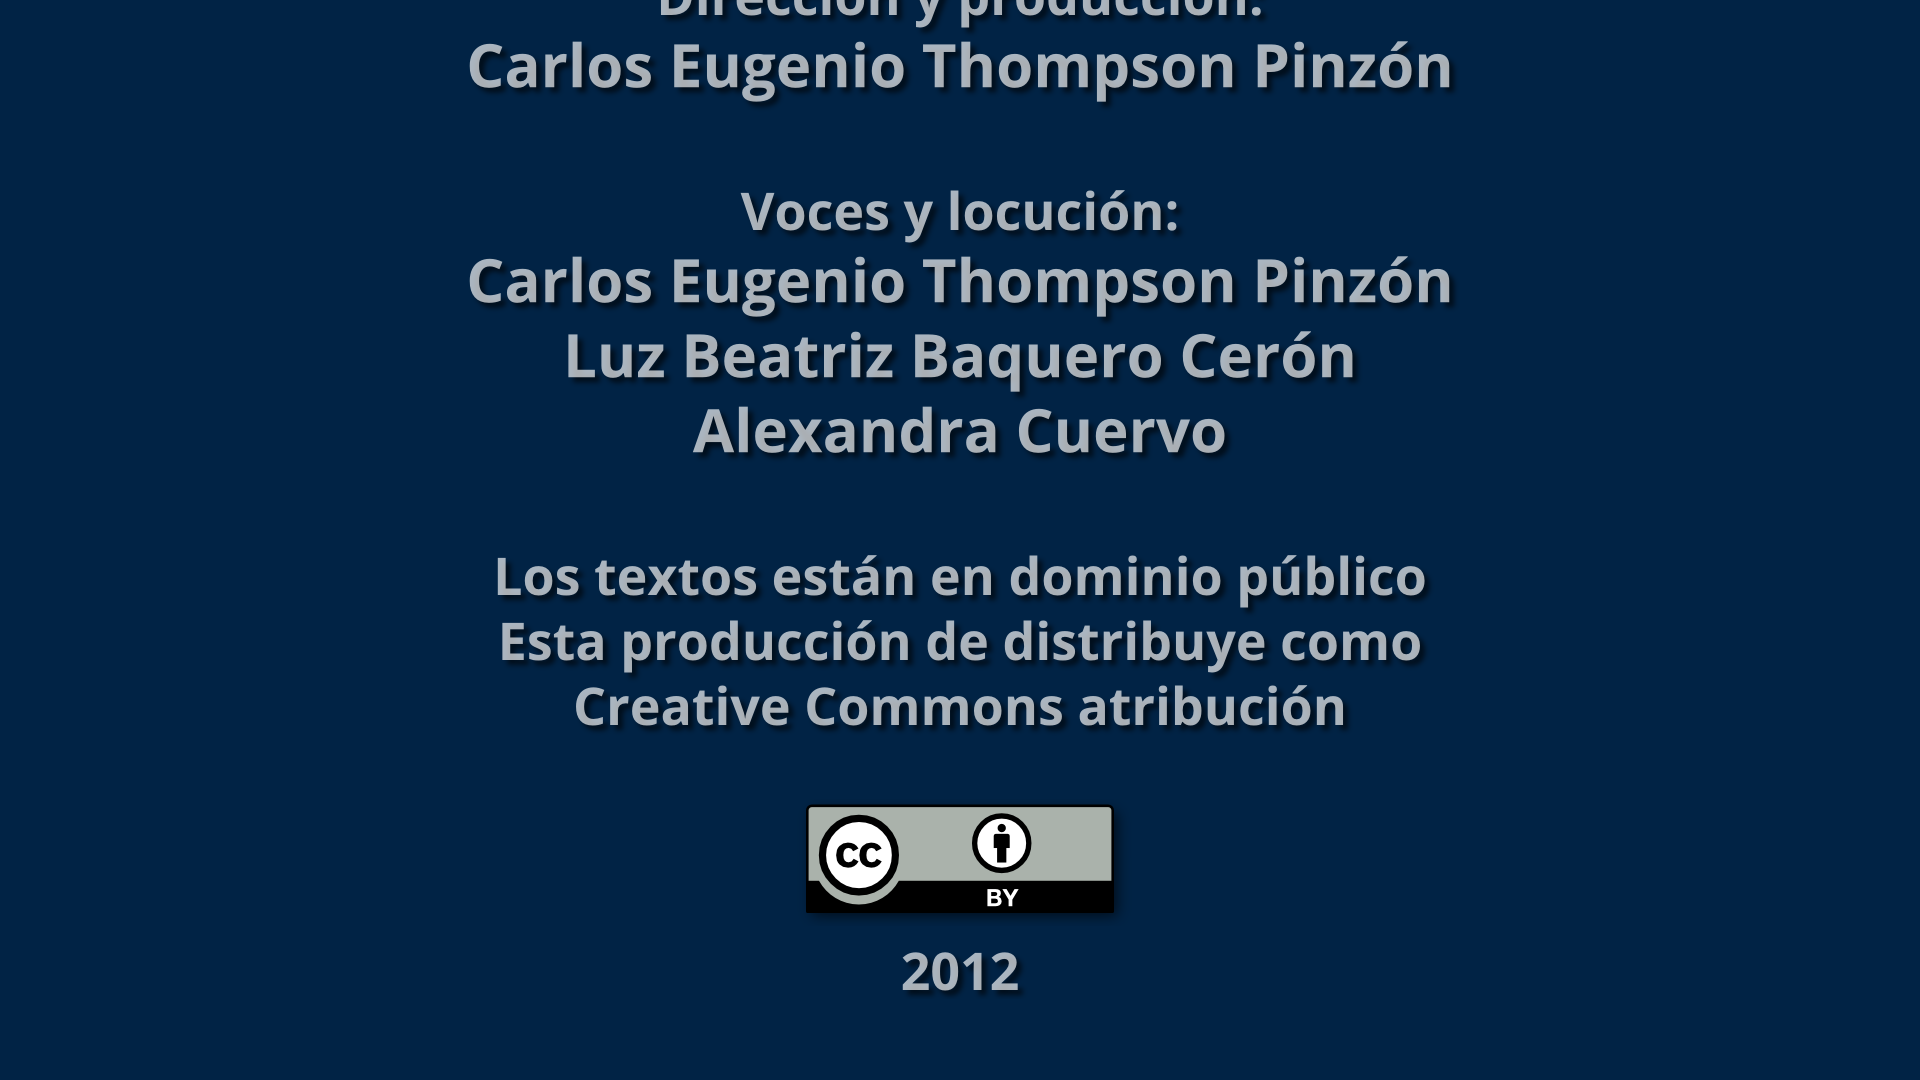 Dirección y producción:
Carlos Eugenio Thompson Pinzón
Voces y locución:
Carlos Eugenio Thompson Pinzón
Luz Beatriz Baquero Cerón
Alexandra Cuervo
Los textos están en dominio público
Esta producción de distribuye como
Creative Commons atribución
cc
BY
2012